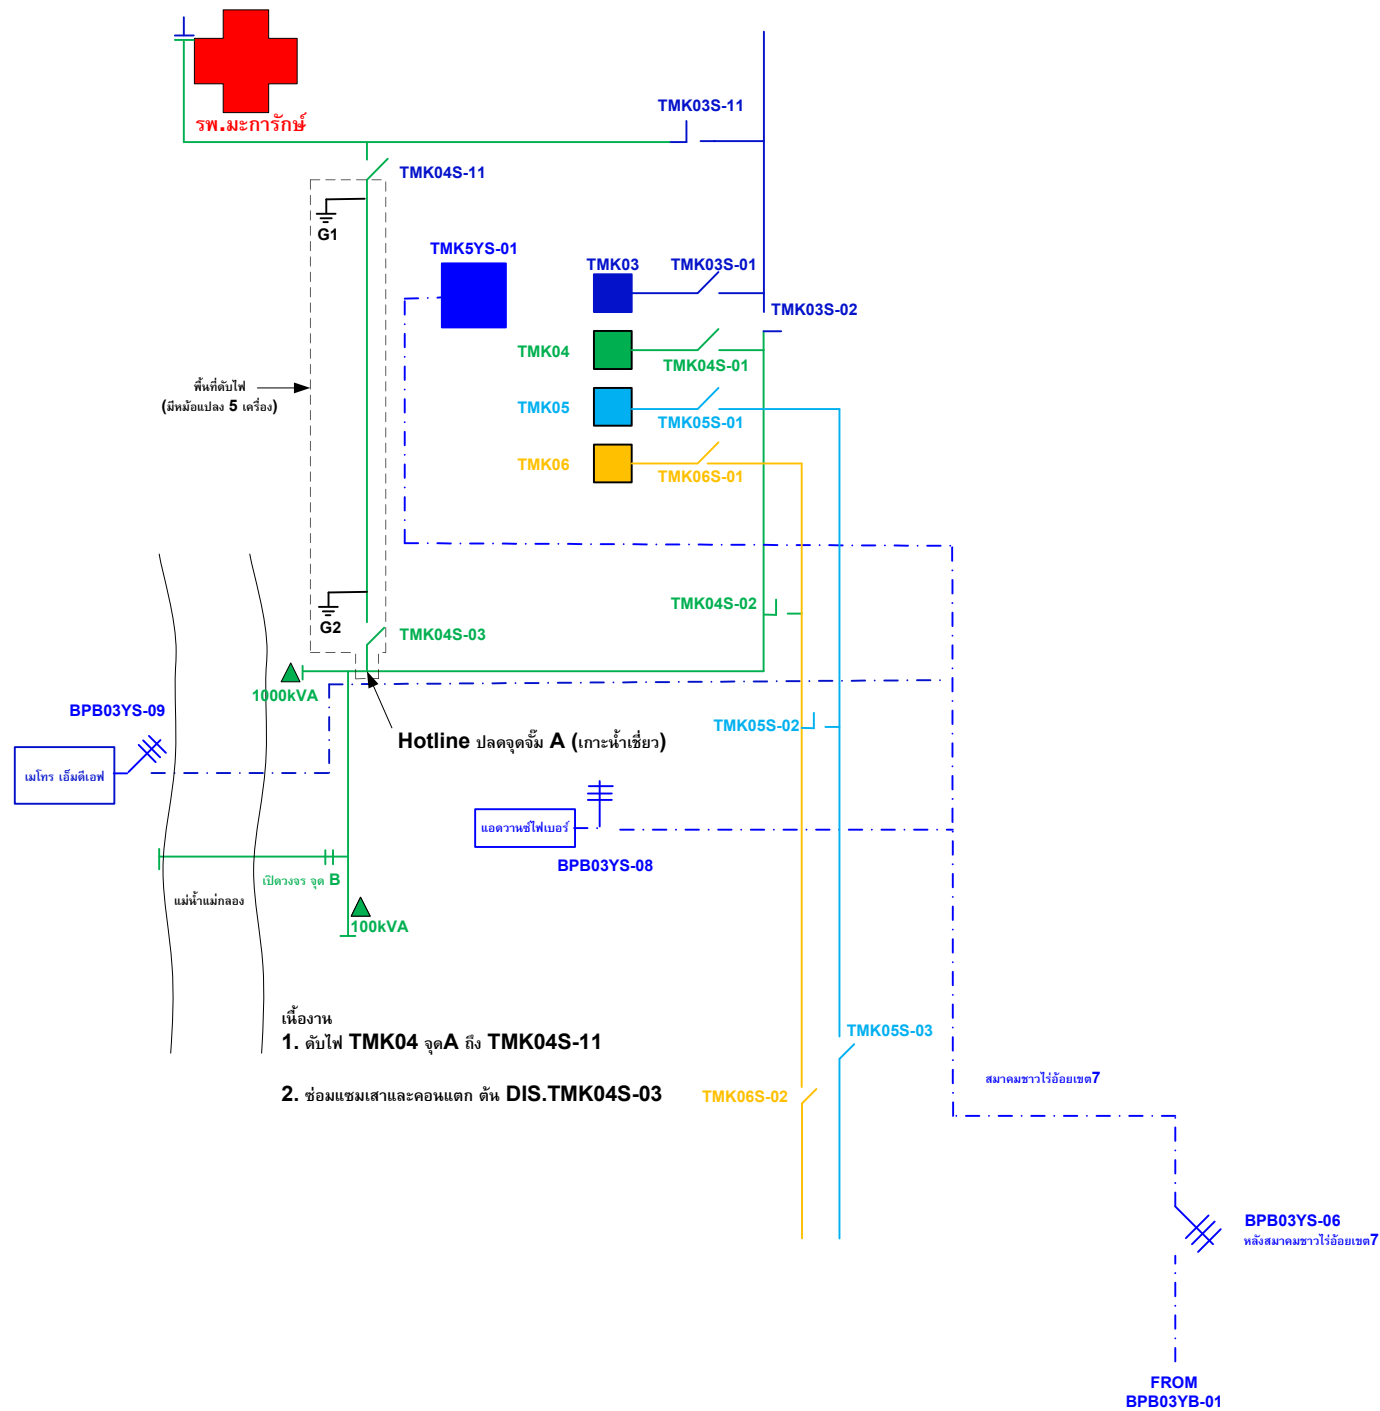 รพ.มะการักษ์
TMK03S-11
TMK04S-11
G1
TMK5YS-01
TMK03
TMK03S-01
TMK03S-02
TMK04
TMK04S-01
พื้นที่ดับไฟ
(มีหม้อแปลง 5 เครื่อง)
TMK05
TMK05S-01
TMK06
TMK06S-01
TMK04S-02
G2
TMK04S-03
1000kVA
BPB03YS-09
TMK05S-02
Hotline ปลดจุดจั๊ม A (เกาะน้ำเชี่ยว)
เมโทร เอ็มดีเอฟ
แอดวานซ์ไฟเบอร์
BPB03YS-08
เปิดวงจร จุด B
แม่น้ำแม่กลอง
100kVA
เนื้องาน
1. ดับไฟ TMK04 จุดA ถึง TMK04S-11
TMK05S-03
2. ซ่อมแซมเสาและคอนแตก ต้น DIS.TMK04S-03
TMK06S-02
สมาคมชาวไร่อ้อยเขต7
BPB03YS-06
หลังสมาคมชาวไร่อ้อยเขต7
FROM
BPB03YB-01